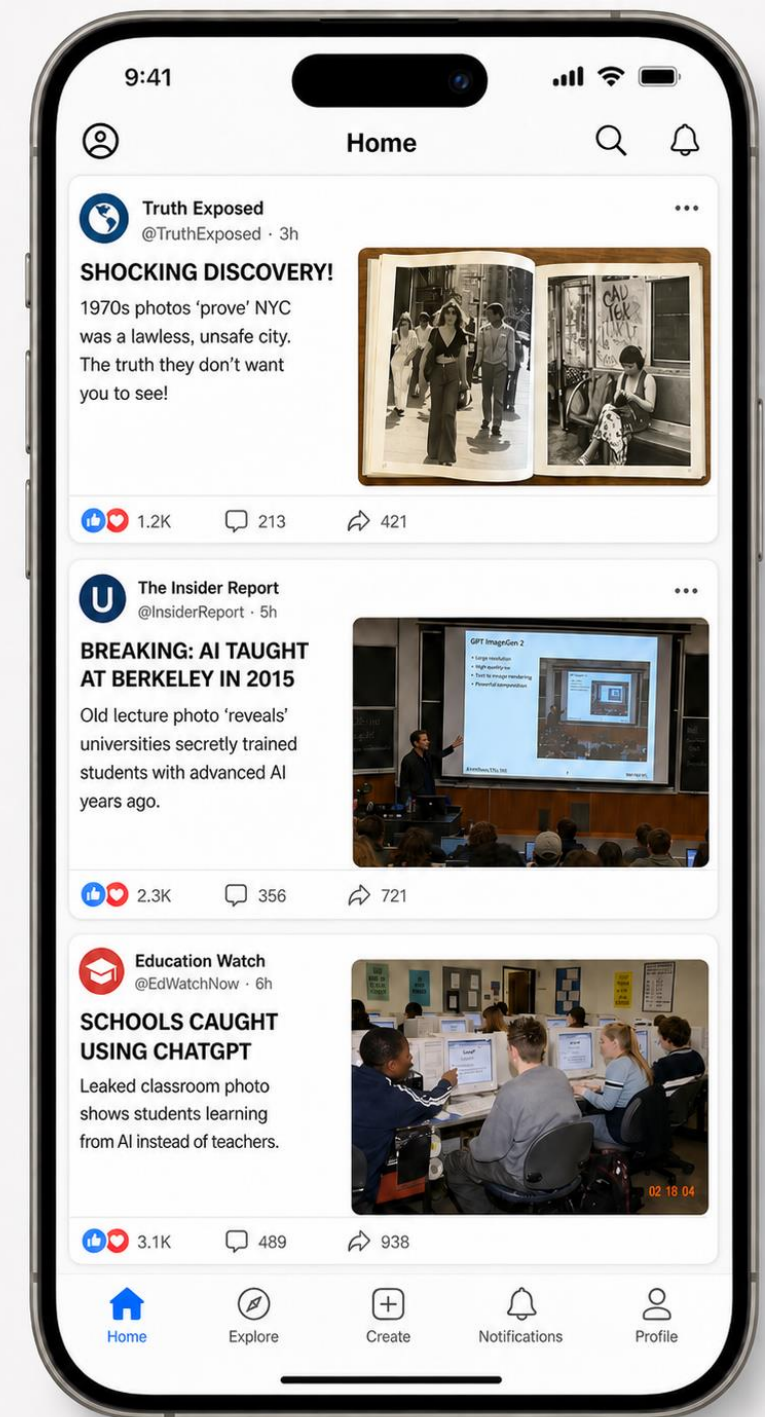 9:41
Home
Truth Exposed
@TruthExposed · 3h
SHOCKING DISCOVERY!
1970s photos ‘prove’ NYC
was a lawless, unsafe city.
The truth they don’t want
you to see!
1.2K
213
421
U
The Insider Report
@InsiderReport · 5h
BREAKING: AI TAUGHT
AT BERKELEY IN 2015
Old lecture photo ‘reveals’
universities secretly trained
students with advanced AI
years ago.
GPT ImageGen 2
• Large resolution
• High quality
• Text to image rendering
• Powerful composition
2.3K
356
721
Education Watch
@EdWatchNow · 6h
SCHOOLS CAUGHT
USING CHATGPT
Leaked classroom photo
shows students learning
from AI instead of teachers.
02 18 04
3.1K
489
938
Home
Explore
Create
Notifications
Profile